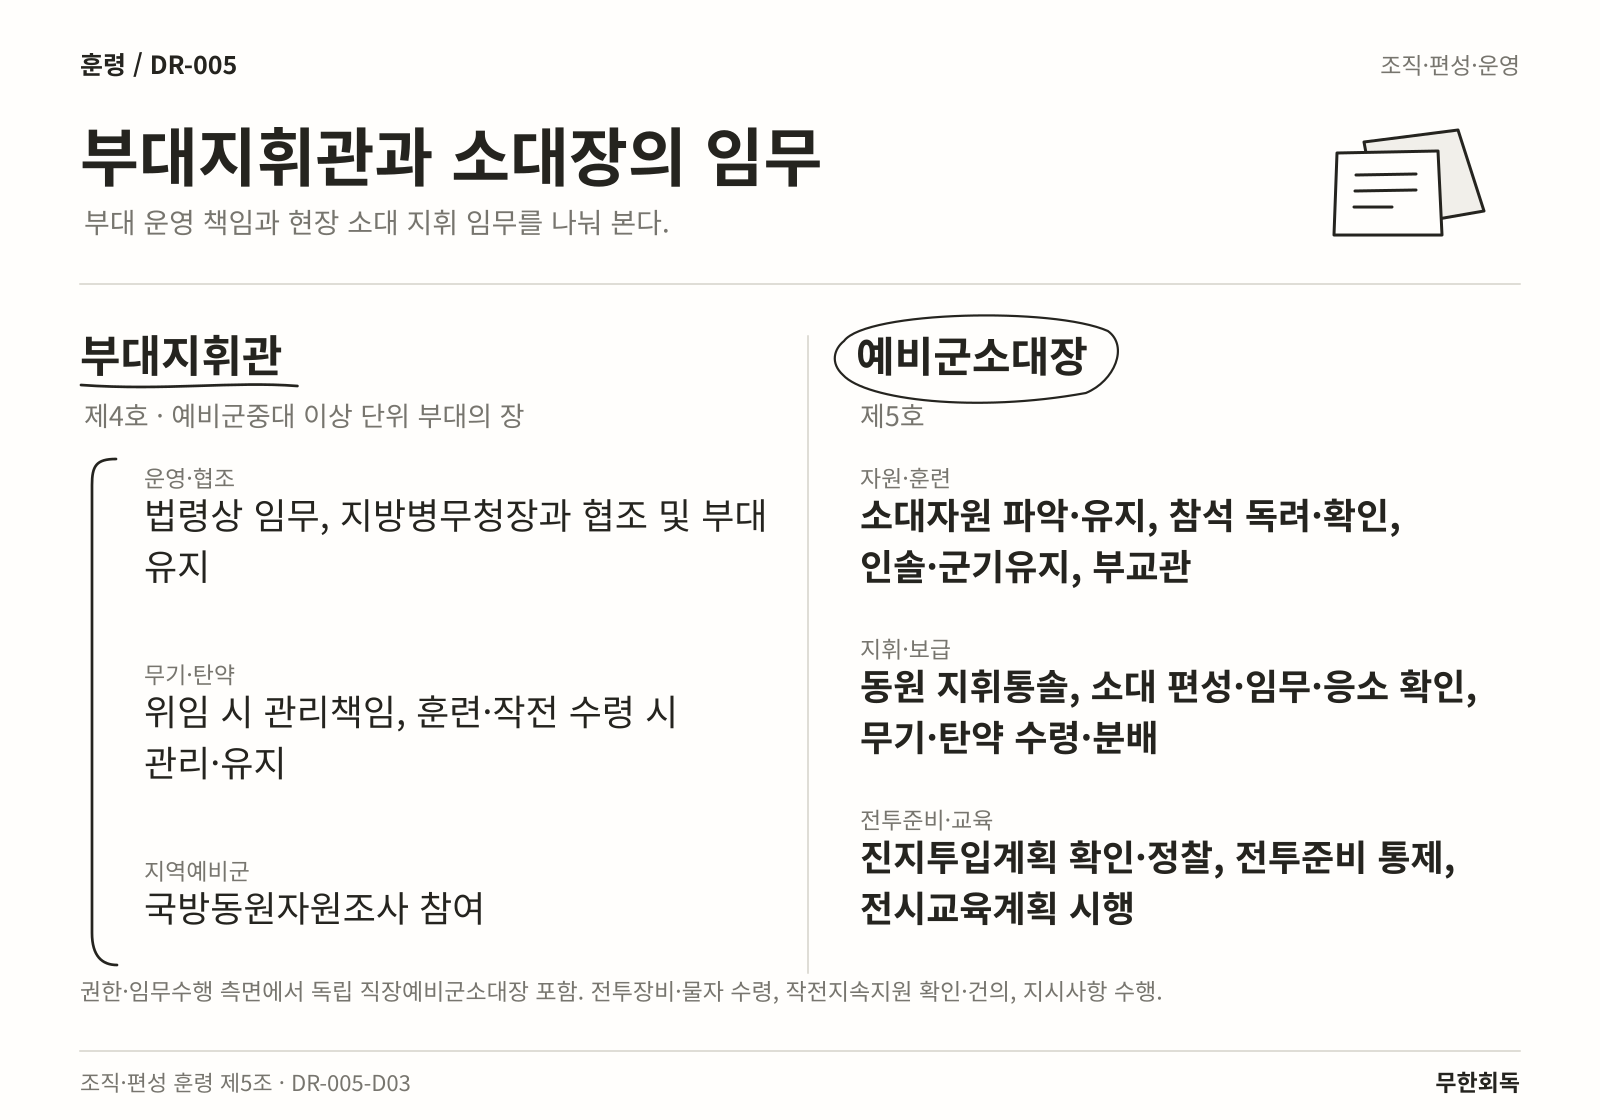 훈령 / DR-005
조직·편성·운영
부대지휘관과 소대장의 임무
부대 운영 책임과 현장 소대 지휘 임무를 나눠 본다.
부대지휘관
제4호 · 예비군중대 이상 단위 부대의 장
운영·협조
법령상 임무, 지방병무청장과 협조 및 부대
유지
무기·탄약
위임 시 관리책임, 훈련·작전 수령 시
관리·유지
지역예비군
국방동원자원조사 참여
예비군소대장
제5호
자원·훈련
소대자원 파악·유지, 참석 독려·확인,
인솔·군기유지, 부교관
지휘·보급
동원 지휘통솔, 소대 편성·임무·응소 확인,
무기·탄약 수령·분배
전투준비·교육
진지투입계획 확인·정찰, 전투준비 통제,
전시교육계획 시행
권한·임무수행 측면에서 독립 직장예비군소대장 포함. 전투장비·물자 수령, 작전지속지원 확인·건의, 지시사항 수행.
조직·편성 훈령 제5조 · DR-005-D03
무한회독